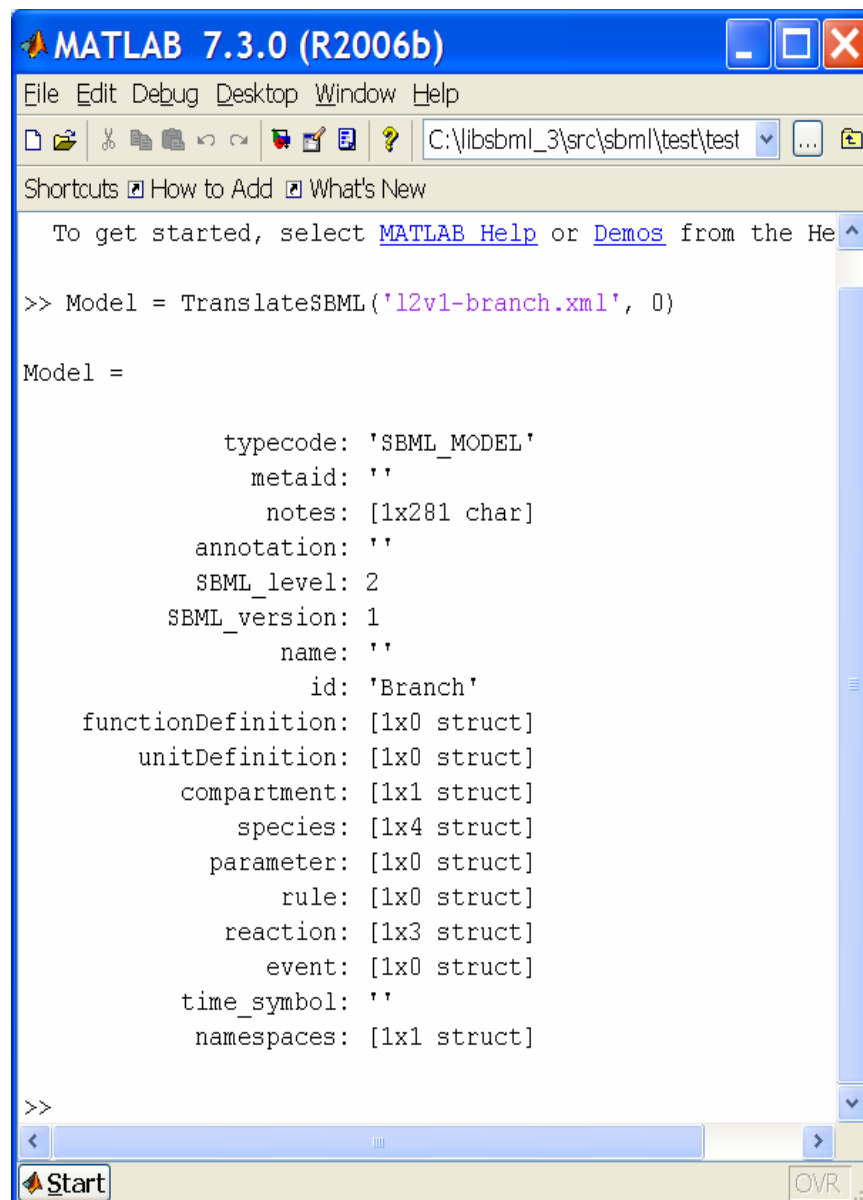 MATLAB 7.3.0 (R2006b)
File Edit Debug Desktop Window Help
C:\libsbml_3\src\sbml\test\test ...
Shortcuts How to Add What's New
To get started, select MATLAB Help or Demos from the He
>> Model = TranslateSBML('l2v1-branch.xml', 0)
Model =
typecode: 'SBML_MODEL'
metaid: ''
notes: [1x281 char]
annotation: ''
SBML_level: 2
SBML_version: 1
name: ''
id: 'Branch'
functionDefinition: [1x0 struct]
unitDefinition: [1x0 struct]
compartment: [1x1 struct]
species: [1x4 struct]
parameter: [1x0 struct]
rule: [1x0 struct]
reaction: [1x3 struct]
event: [1x0 struct]
time_symbol: ''
namespaces: [1x1 struct]
>>
Start OVR